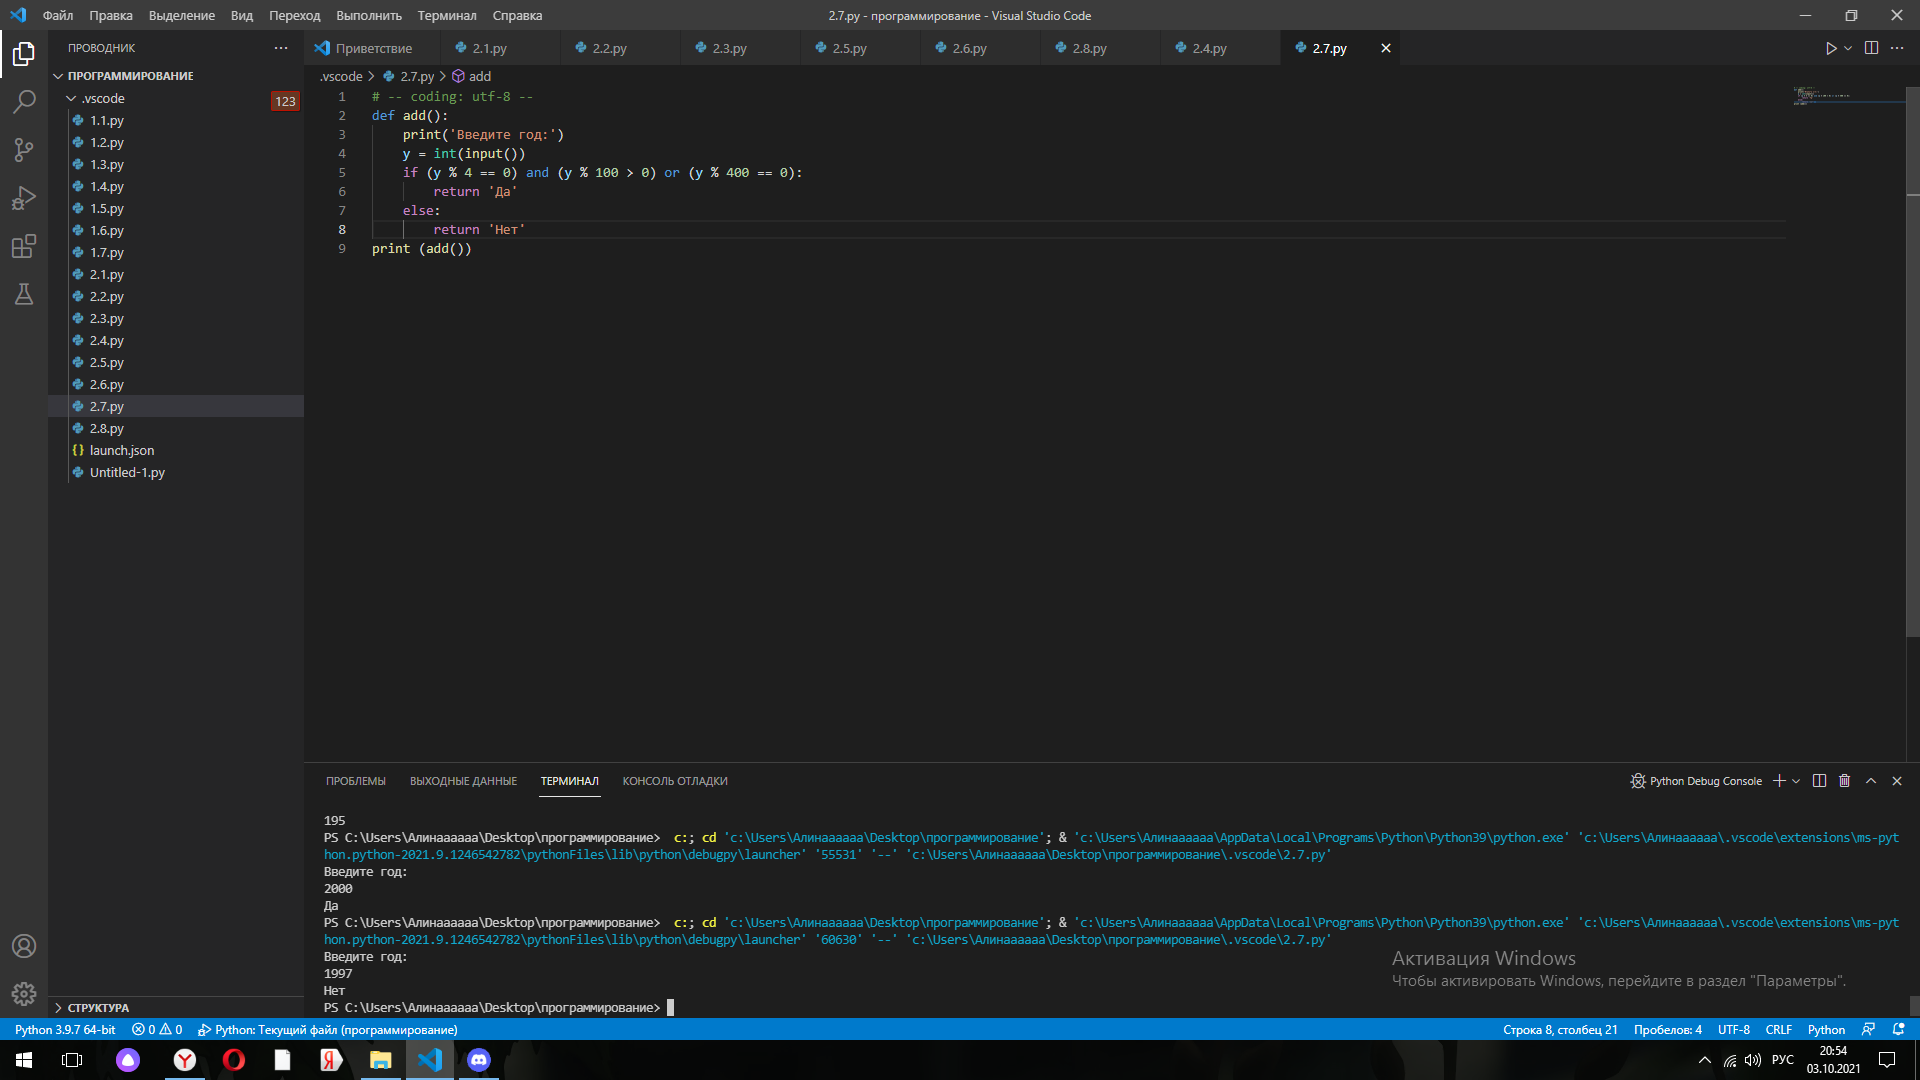 Файл Правка Выделение Вид Переход Выполнить Терминал Справка
2.7.py - программирование - Visual Studio Code
ПРОВОДНИК
ПРОГРАММИРОВАНИЕ
.vscode 123
1.1.py
1.2.py
1.3.py
1.4.py
1.5.py
1.6.py
1.7.py
2.1.py
2.2.py
2.3.py
2.4.py
2.5.py
2.6.py
2.7.py
2.8.py
launch.json
Untitled-1.py
СТРУКТУРА
Приветствие 2.1.py 2.2.py 2.3.py 2.5.py 2.6.py 2.8.py 2.4.py 2.7.py
.vscode > 2.7.py > add
1 # -- coding: utf-8 --
2 def add():
3 print('Введите год:')
4 y = int(input())
5 if (y % 4 == 0) and (y % 100 > 0) or (y % 400 == 0):
6 return 'Да'
7 else:
8 return 'Нет'
9 print (add())
ПРОБЛЕМЫ ВЫХОДНЫЕ ДАННЫЕ ТЕРМИНАЛ КОНСОЛЬ ОТЛАДКИ
Python Debug Console
195
PS C:\Users\Алинаааааа\Desktop\программирование> c:; cd 'c:\Users\Алинаааааа\Desktop\программирование'; & 'c:\Users\Алинаааааа\AppData\Local\Programs\Python\Python39\python.exe' 'c:\Users\Алинаааааа\.vscode\extensions\ms-pyt
hon.python-2021.9.1246542782\pythonFiles\lib\python\debugpy\launcher' '55531' '--' 'c:\Users\Алинаааааа\Desktop\программирование\.vscode\2.7.py'
Введите год:
2000
Да
PS C:\Users\Алинаааааа\Desktop\программирование> c:; cd 'c:\Users\Алинаааааа\Desktop\программирование'; & 'c:\Users\Алинаааааа\AppData\Local\Programs\Python\Python39\python.exe' 'c:\Users\Алинаааааа\.vscode\extensions\ms-pyt
hon.python-2021.9.1246542782\pythonFiles\lib\python\debugpy\launcher' '60630' '--' 'c:\Users\Алинаааааа\Desktop\программирование\.vscode\2.7.py'
Введите год:
1997
Нет
PS C:\Users\Алинаааааа\Desktop\программирование>
Активация Windows
Чтобы активировать Windows, перейдите в раздел "Параметры".
Python 3.9.7 64-bit 0 0 Python: Текущий файл (программирование) Строка 8, столбец 21 Пробелов: 4 UTF-8 CRLF Python
РУС
20:54
03.10.2021